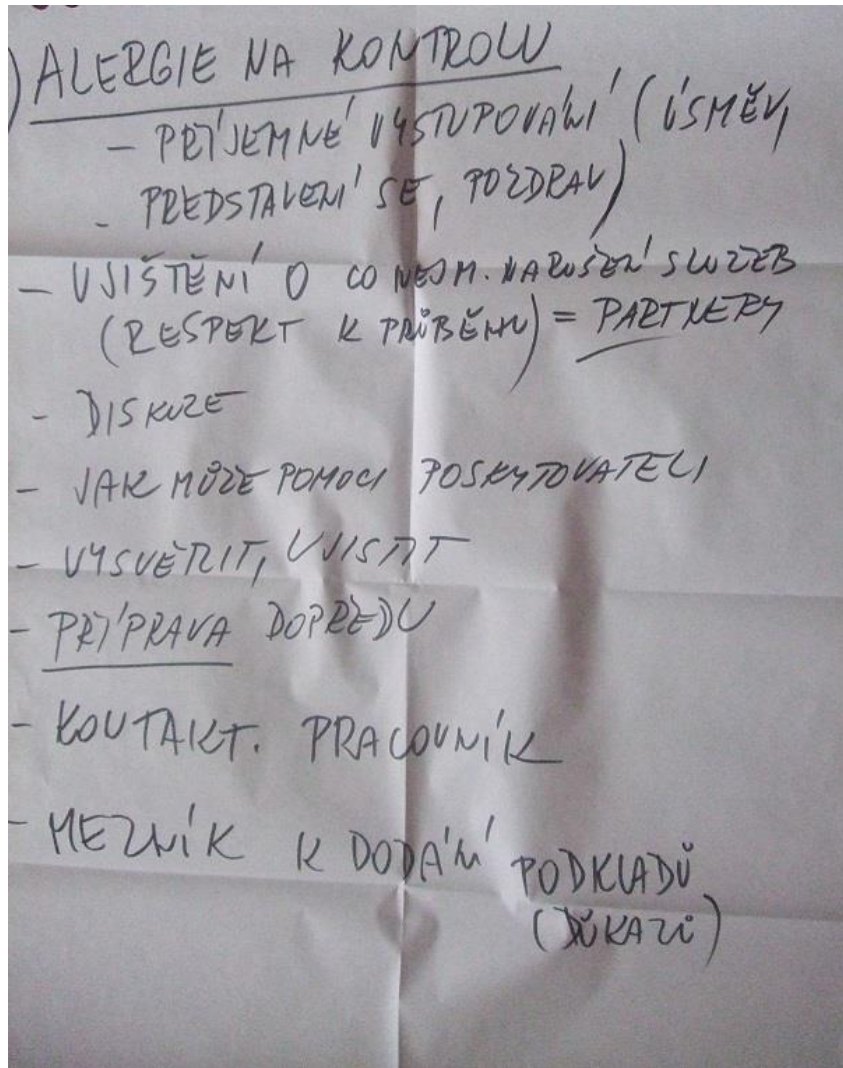 ) ALERGIE NA KONTROLU
- PŘÍJEMNÉ VYSTUPOVÁNÍ (ÚSMĚV,
- PŘEDSTAVENÍ SE, POZDRAV)
- UJIŠTĚNÍ O CO NEJM. NARUŠENÍ SLUŽEB
(RESPEKT K PRŮBĚHU) = PARTNERY
- DISKUZE
- JAK MŮŽE POMOCI POSKYTOVATELI
- VYSVĚTLIT, UJISTIT
- PŘÍPRAVA DOPŘEDU
- KONTAKT. PRACOVNÍK
- MEZNÍK K DODÁNÍ PODKLADŮ
(DŮKAZŮ)